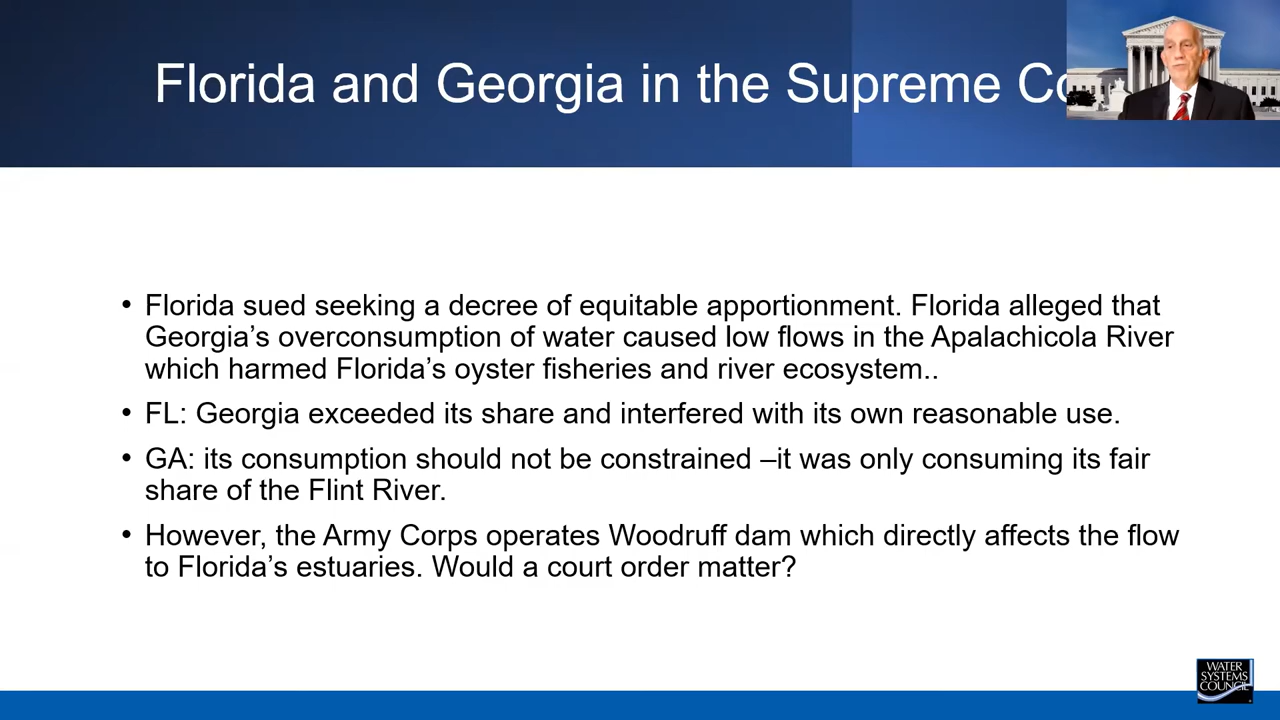 Florida and Georgia in the Supreme Co
• Florida sued seeking a decree of equitable apportionment. Florida alleged that
Georgia’s overconsumption of water caused low flows in the Apalachicola River
which harmed Florida’s oyster fisheries and river ecosystem..
• FL: Georgia exceeded its share and interfered with its own reasonable use.
• GA: its consumption should not be constrained –it was only consuming its fair
share of the Flint River.
• However, the Army Corps operates Woodruff dam which directly affects the flow
to Florida’s estuaries. Would a court order matter?
WATER
SYSTEMS
COUNCIL